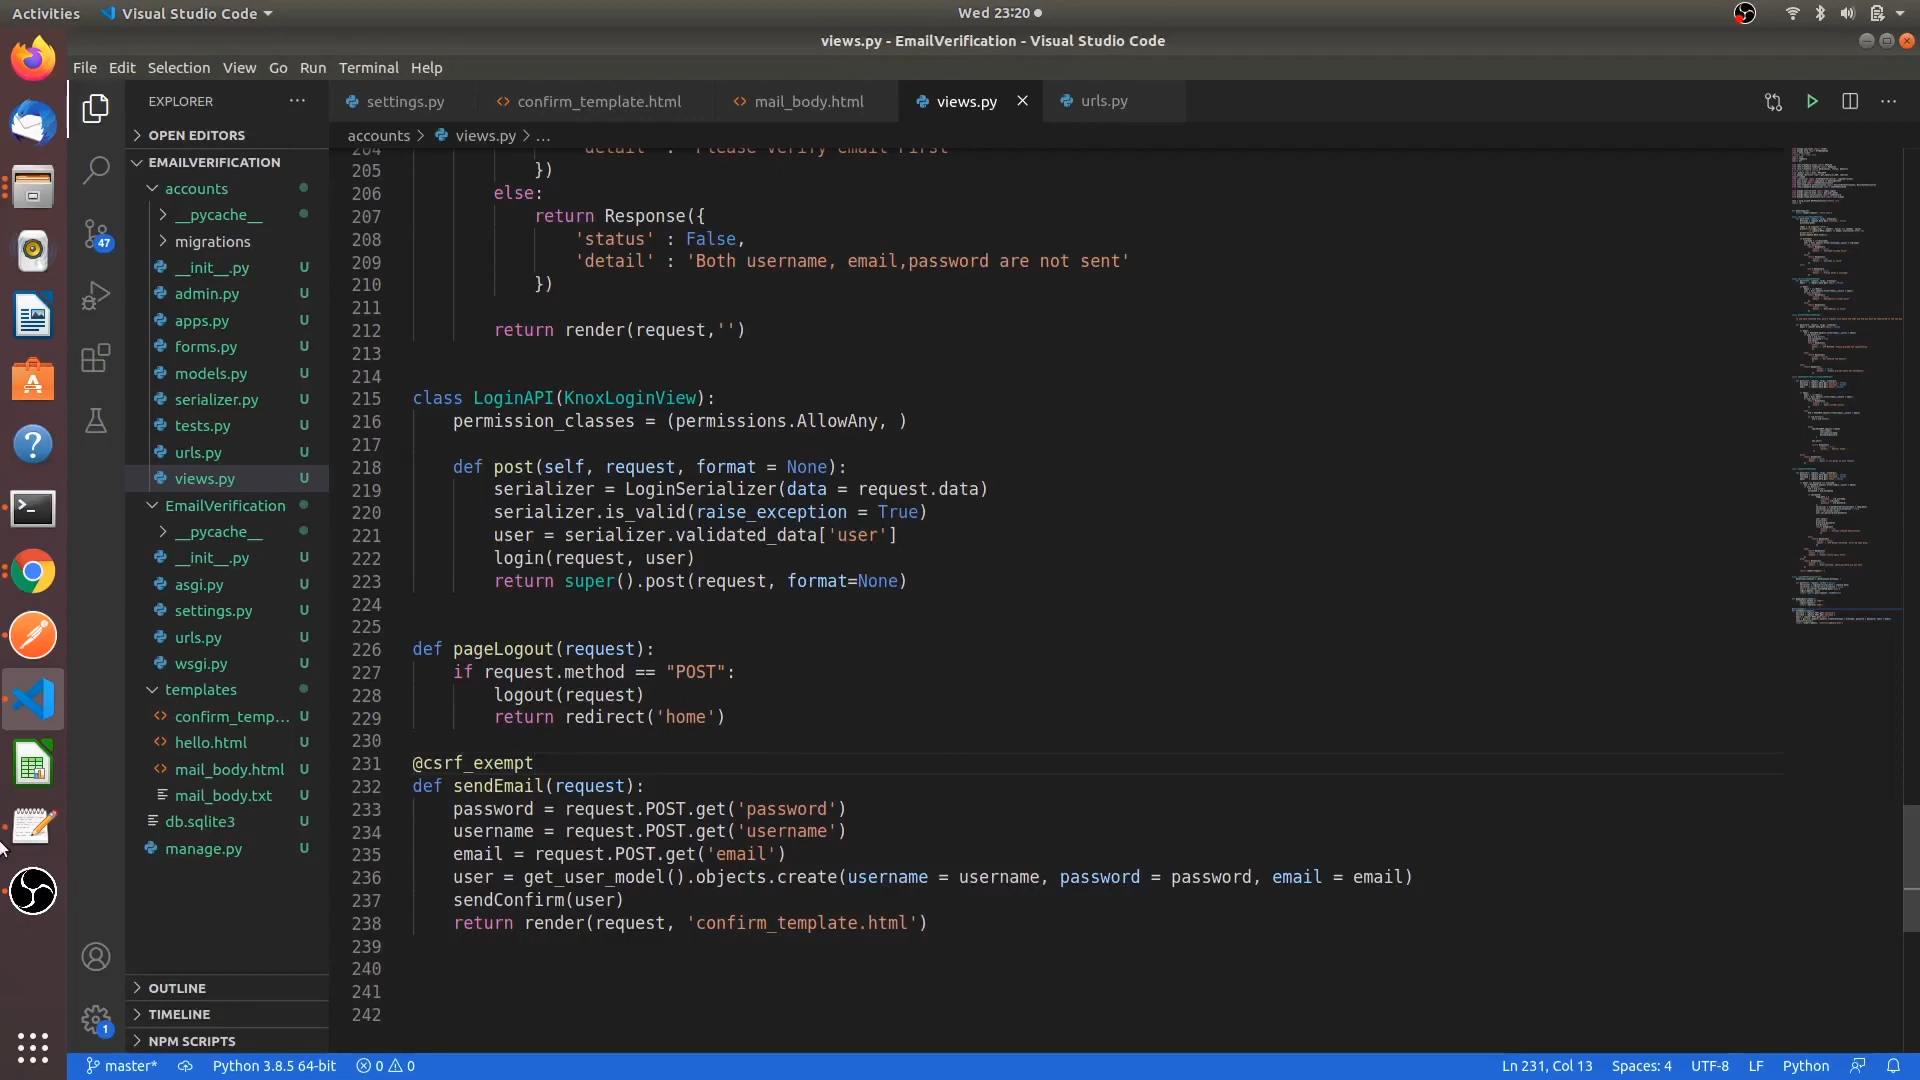 Activities
Visual Studio Code
Wed 23:20
views.py - EmailVerification - Visual Studio Code
File Edit Selection View Go Run Terminal Help
EXPLORER
settings.py
confirm_template.html
mail_body.html
views.py
urls.py
accounts > views.py > ...
OPEN EDITORS
EMAILVERIFICATION
accounts
__pycache__
migrations
__init__.py U
admin.py U
apps.py U
forms.py U
models.py U
serializer.py U
tests.py U
urls.py U
views.py U
EmailVerification
__pycache__
__init__.py U
asgi.py U
settings.py U
urls.py U
wsgi.py U
templates
confirm_temp... U
hello.html U
mail_body.html U
mail_body.txt U
db.sqlite3 U
manage.py U
OUTLINE
TIMELINE
NPM SCRIPTS
47
1
204 'detail' : 'Please verify email first'
205 })
206 else:
207 return Response({
208 'status' : False,
209 'detail' : 'Both username, email,password are not sent'
210 })
211
212 return render(request,'')
213
214
215 class LoginAPI(KnoxLoginView):
216 permission_classes = (permissions.AllowAny, )
217
218 def post(self, request, format = None):
219 serializer = LoginSerializer(data = request.data)
220 serializer.is_valid(raise_exception = True)
221 user = serializer.validated_data['user']
222 login(request, user)
223 return super().post(request, format=None)
224
225
226 def pageLogout(request):
227 if request.method == "POST":
228 logout(request)
229 return redirect('home')
230
231 @csrf_exempt
232 def sendEmail(request):
233 password = request.POST.get('password')
234 username = request.POST.get('username')
235 email = request.POST.get('email')
236 user = get_user_model().objects.create(username = username, password = password, email = email)
237 sendConfirm(user)
238 return render(request, 'confirm_template.html')
239
240
241
242
master* Python 3.8.5 64-bit 0 0 Ln 231, Col 13 Spaces: 4 UTF-8 LF Python